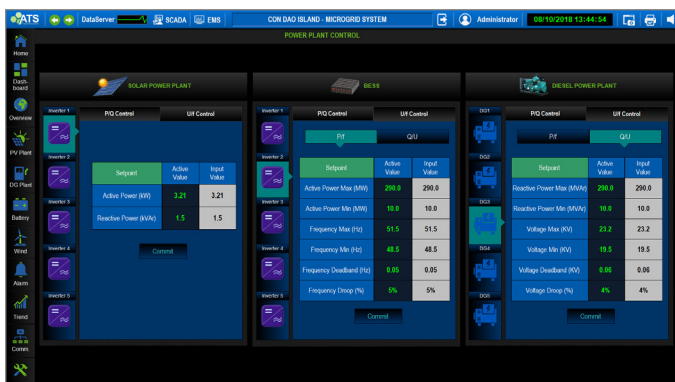 ATS DataServer SCADA EMS CON DAO ISLAND - MICROGRID SYSTEM Administrator 08/10/2018 13:44:54
POWER PLANT CONTROL
Home
Dash-board
Overview
PV Plant
DG Plant
Battery
Wind
Alarm
Trend
Comm.
SOLAR POWER PLANT
Inverter 1
Inverter 2
Inverter 3
Inverter 4
Inverter 5
P/Q Control U/f Control
Setpoint Active Value Input Value
Active Power (kW) 3.21 3.21
Reactive Power (kVAr) 1.5 1.5
Commit
BESS
Inverter 1
Inverter 2
Inverter 3
Inverter 4
Inverter 5
P/Q Control U/f Control
P/f Q/U
Setpoint Active Value Input Value
Active Power Max (MW) 290.0 290.0
Active Power Min (MW) 10.0 10.0
Frequency Max (Hz) 51.5 51.5
Frequency Min (Hz) 48.5 48.5
Frequency Deadband (Hz) 0.05 0.05
Frequency Droop (%) 5% 5%
Commit
DIESEL POWER PLANT
DG1
DG2
DG3
DG4
DG5
P/Q Control U/f Control
P/f Q/U
Setpoint Active Value Input Value
Reactive Power Max (MVAr) 290.0 290.0
Reactive Power Min (MVAr) 10.0 10.0
Voltage Max (KV) 23.2 23.2
Voltage Min (KV) 19.5 19.5
Voltage Deadband (KV) 0.06 0.06
Voltage Droop (%) 4% 4%
Commit